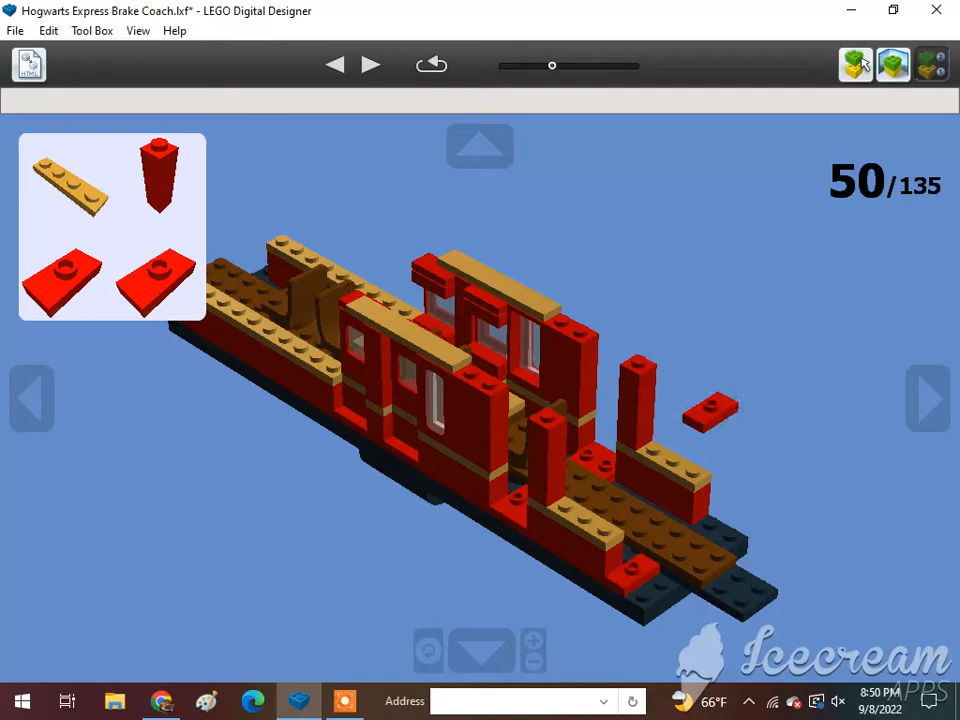 Hogwarts Express Brake Coach.lxf* - LEGO Digital Designer
File Edit Tool Box View Help
HTML
50/135
Icecream
APPS
Address
66°F
8:50 PM
9/8/2022